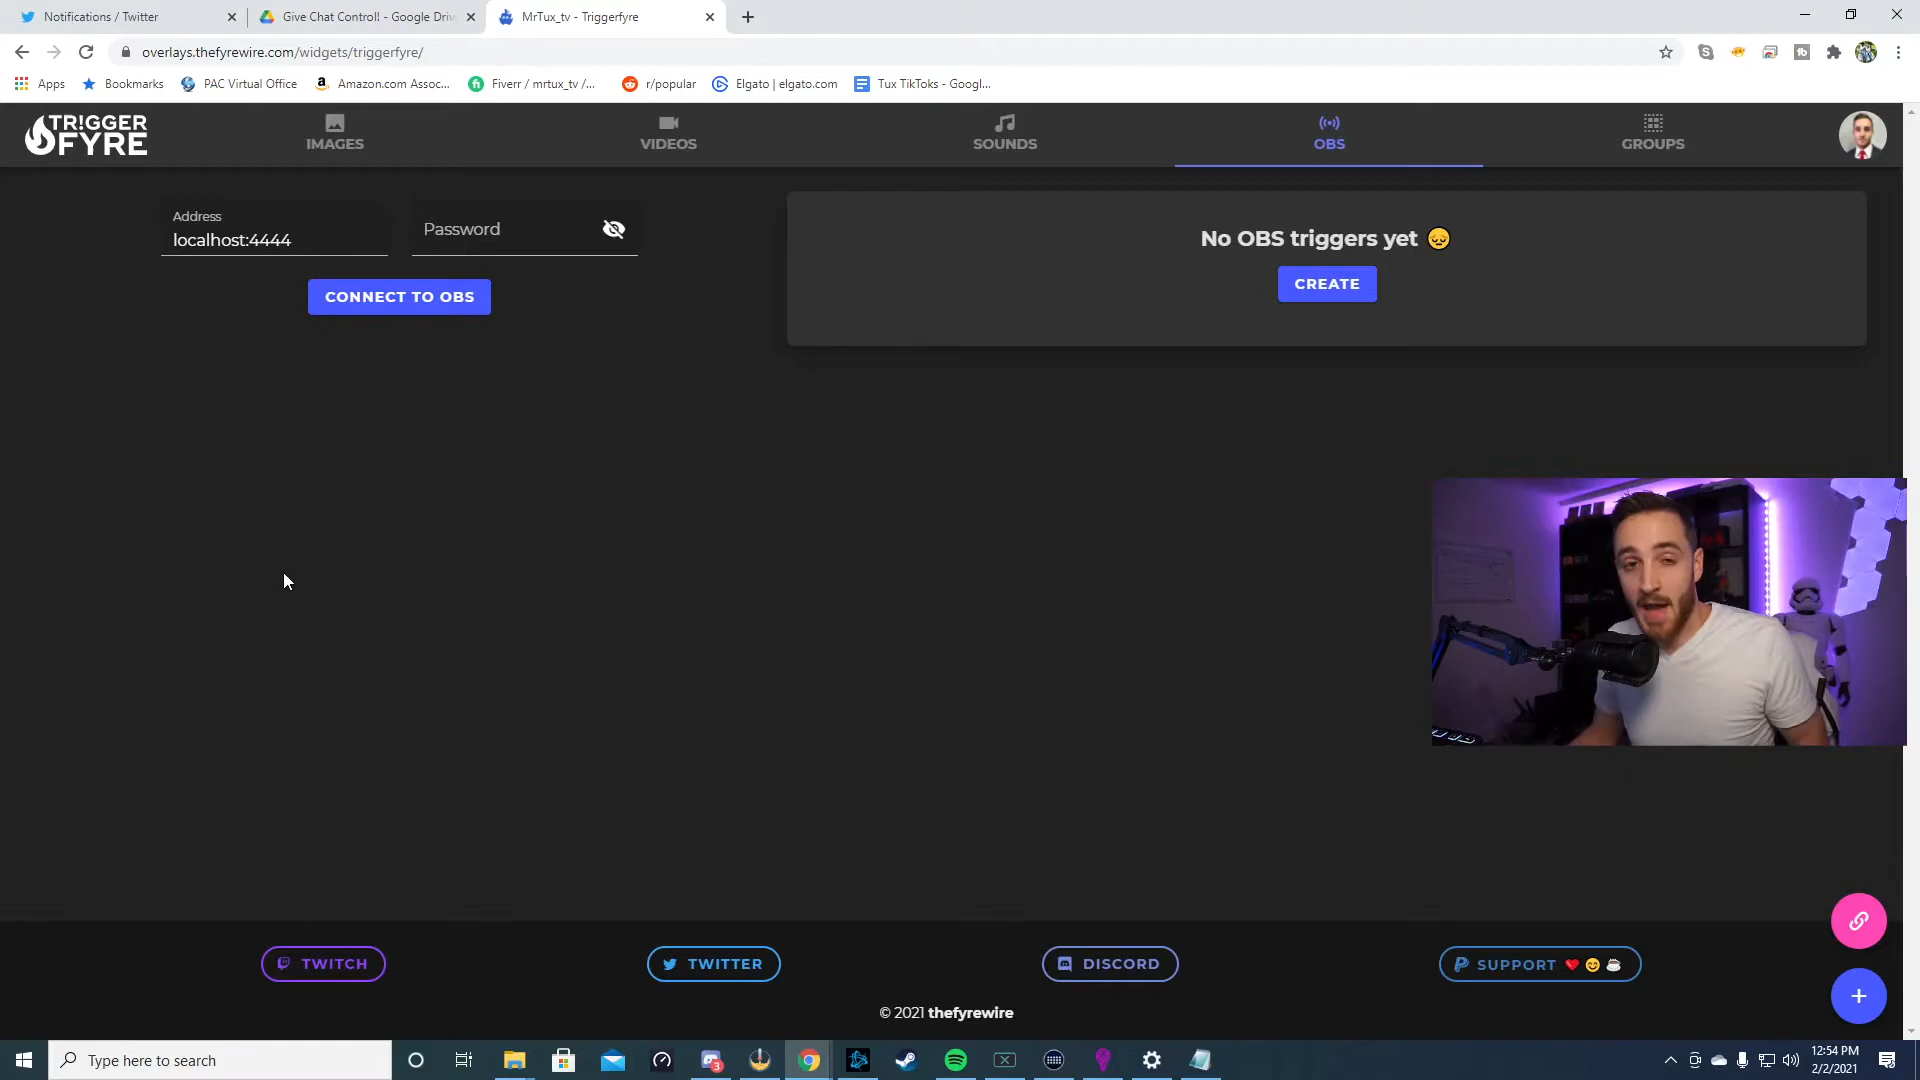 Notifications / Twitter
Give Chat Control! - Google Driv
MrTux_tv - Triggerfyre
overlays.thefyrewire.com/widgets/triggerfyre/
Apps
Bookmarks
PAC Virtual Office
Amazon.com Assoc...
Fiverr / mrtux_tv /...
r/popular
Elgato | elgato.com
Tux TikToks - Googl...
TR!GGER
FYRE
IMAGES
VIDEOS
SOUNDS
OBS
GROUPS
Address
localhost:4444
Password
CONNECT TO OBS
No OBS triggers yet 😞
CREATE
TWITCH
TWITTER
DISCORD
SUPPORT ❤️ 😊 ☕
© 2021 thefyrewire
Type here to search
3
12:54 PM
2/2/2021